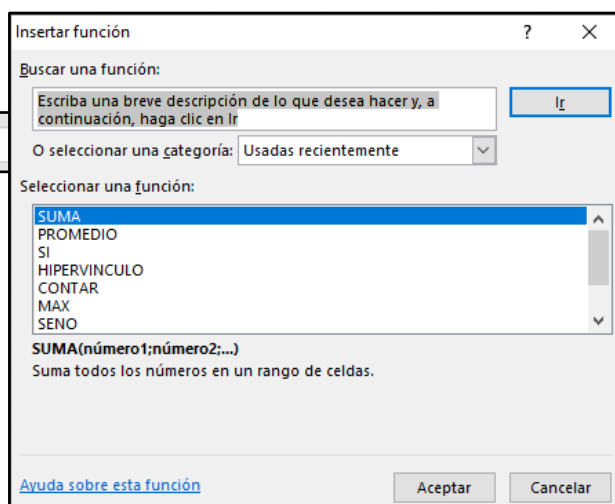 Insertar función ? X
Buscar una función:
Escriba una breve descripción de lo que desea hacer y, a
continuación, haga clic en Ir
Ir
O seleccionar una categoría: Usadas recientemente
Seleccionar una función:
SUMA
PROMEDIO
SI
HIPERVINCULO
CONTAR
MAX
SENO
SUMA(número1;número2;...)
Suma todos los números en un rango de celdas.
Ayuda sobre esta función
Aceptar Cancelar